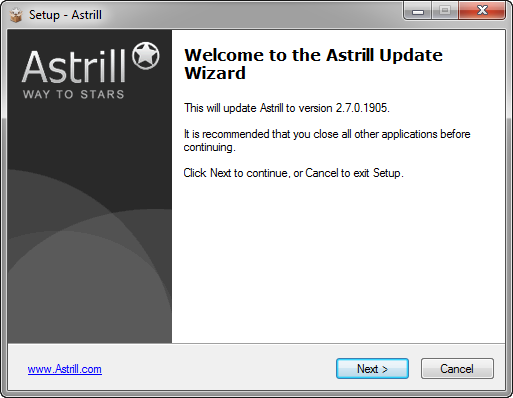 Setup - Astrill
Astrill
WAY TO STARS
Welcome to the Astrill Update
Wizard
This will update Astrill to version 2.7.0.1905.
It is recommended that you close all other applications before
continuing.
Click Next to continue, or Cancel to exit Setup.
www.Astrill.com
Next >
Cancel